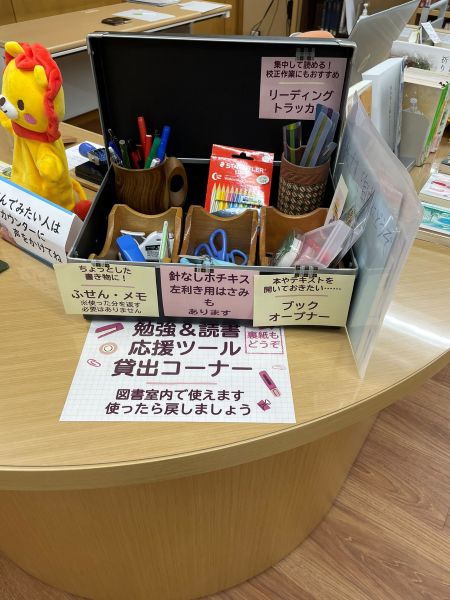 集中して読める！
校正作業にもおすすめ
リーディング
トラッカー
STAEDTLER
んでみたい人は
カウンターに
声をかけてね
ちょっとした
書き物に！
ふせん・メモ
※使った分を返す
必要はありません
針なしホチキス
左利き用はさみ
も
あります
本やテキストを
開いておきたい……
ブック
オープナー
勉強&読書
応援ツール
貸出コーナー
裏紙も
どうぞ
図書室内で使えます
使ったら戻しましょう